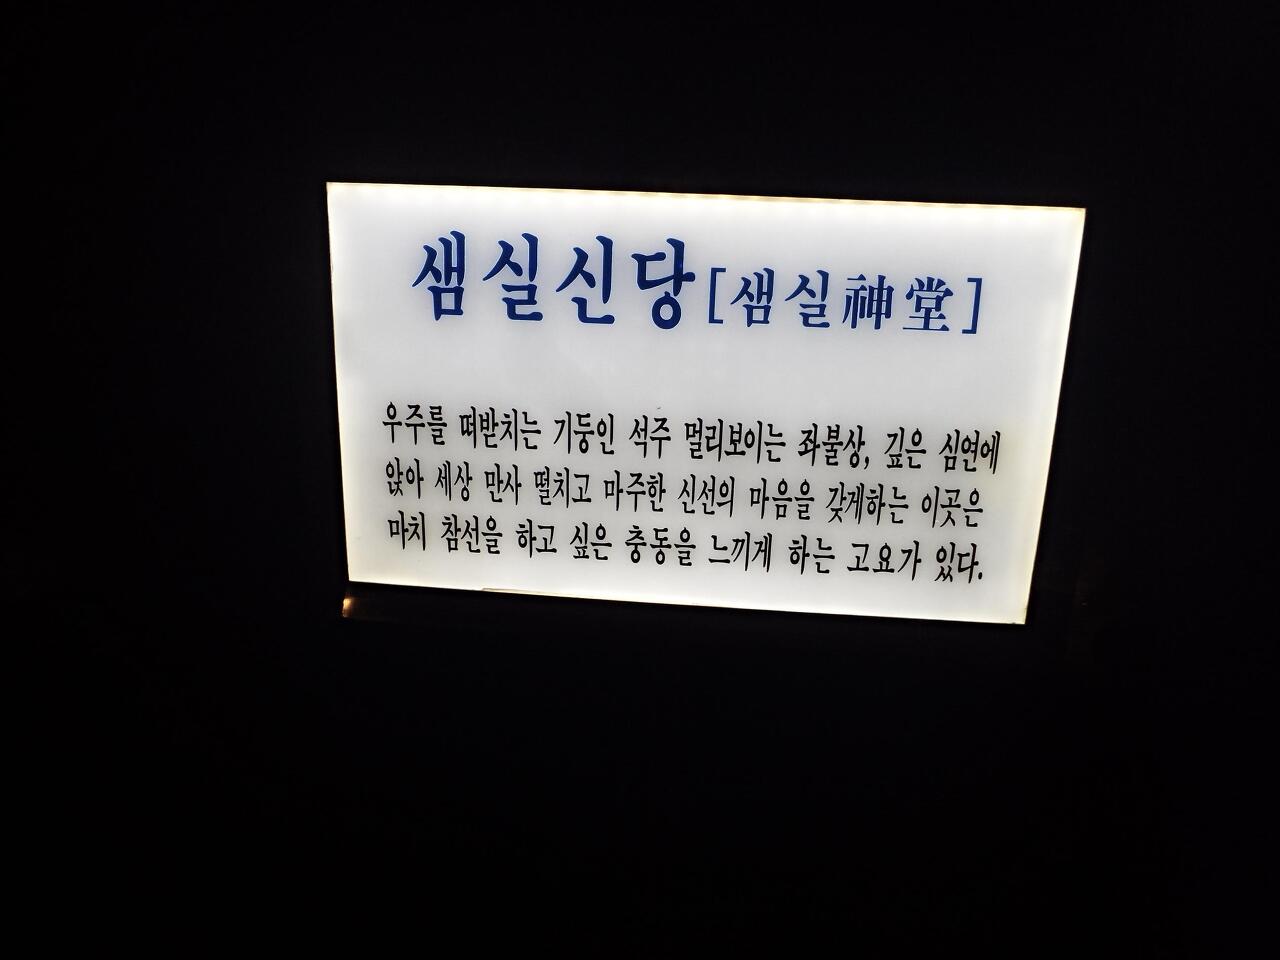 샘실신당[샘실神堂]
우주를 떠받치는 기둥인 석주 멀리보이는 좌불상, 깊은 심연에
앉아 세상 만사 떨치고 마주한 신선의 마음을 갖게하는 이곳은
마치 참선을 하고 싶은 충동을 느끼게 하는 고요가 있다.